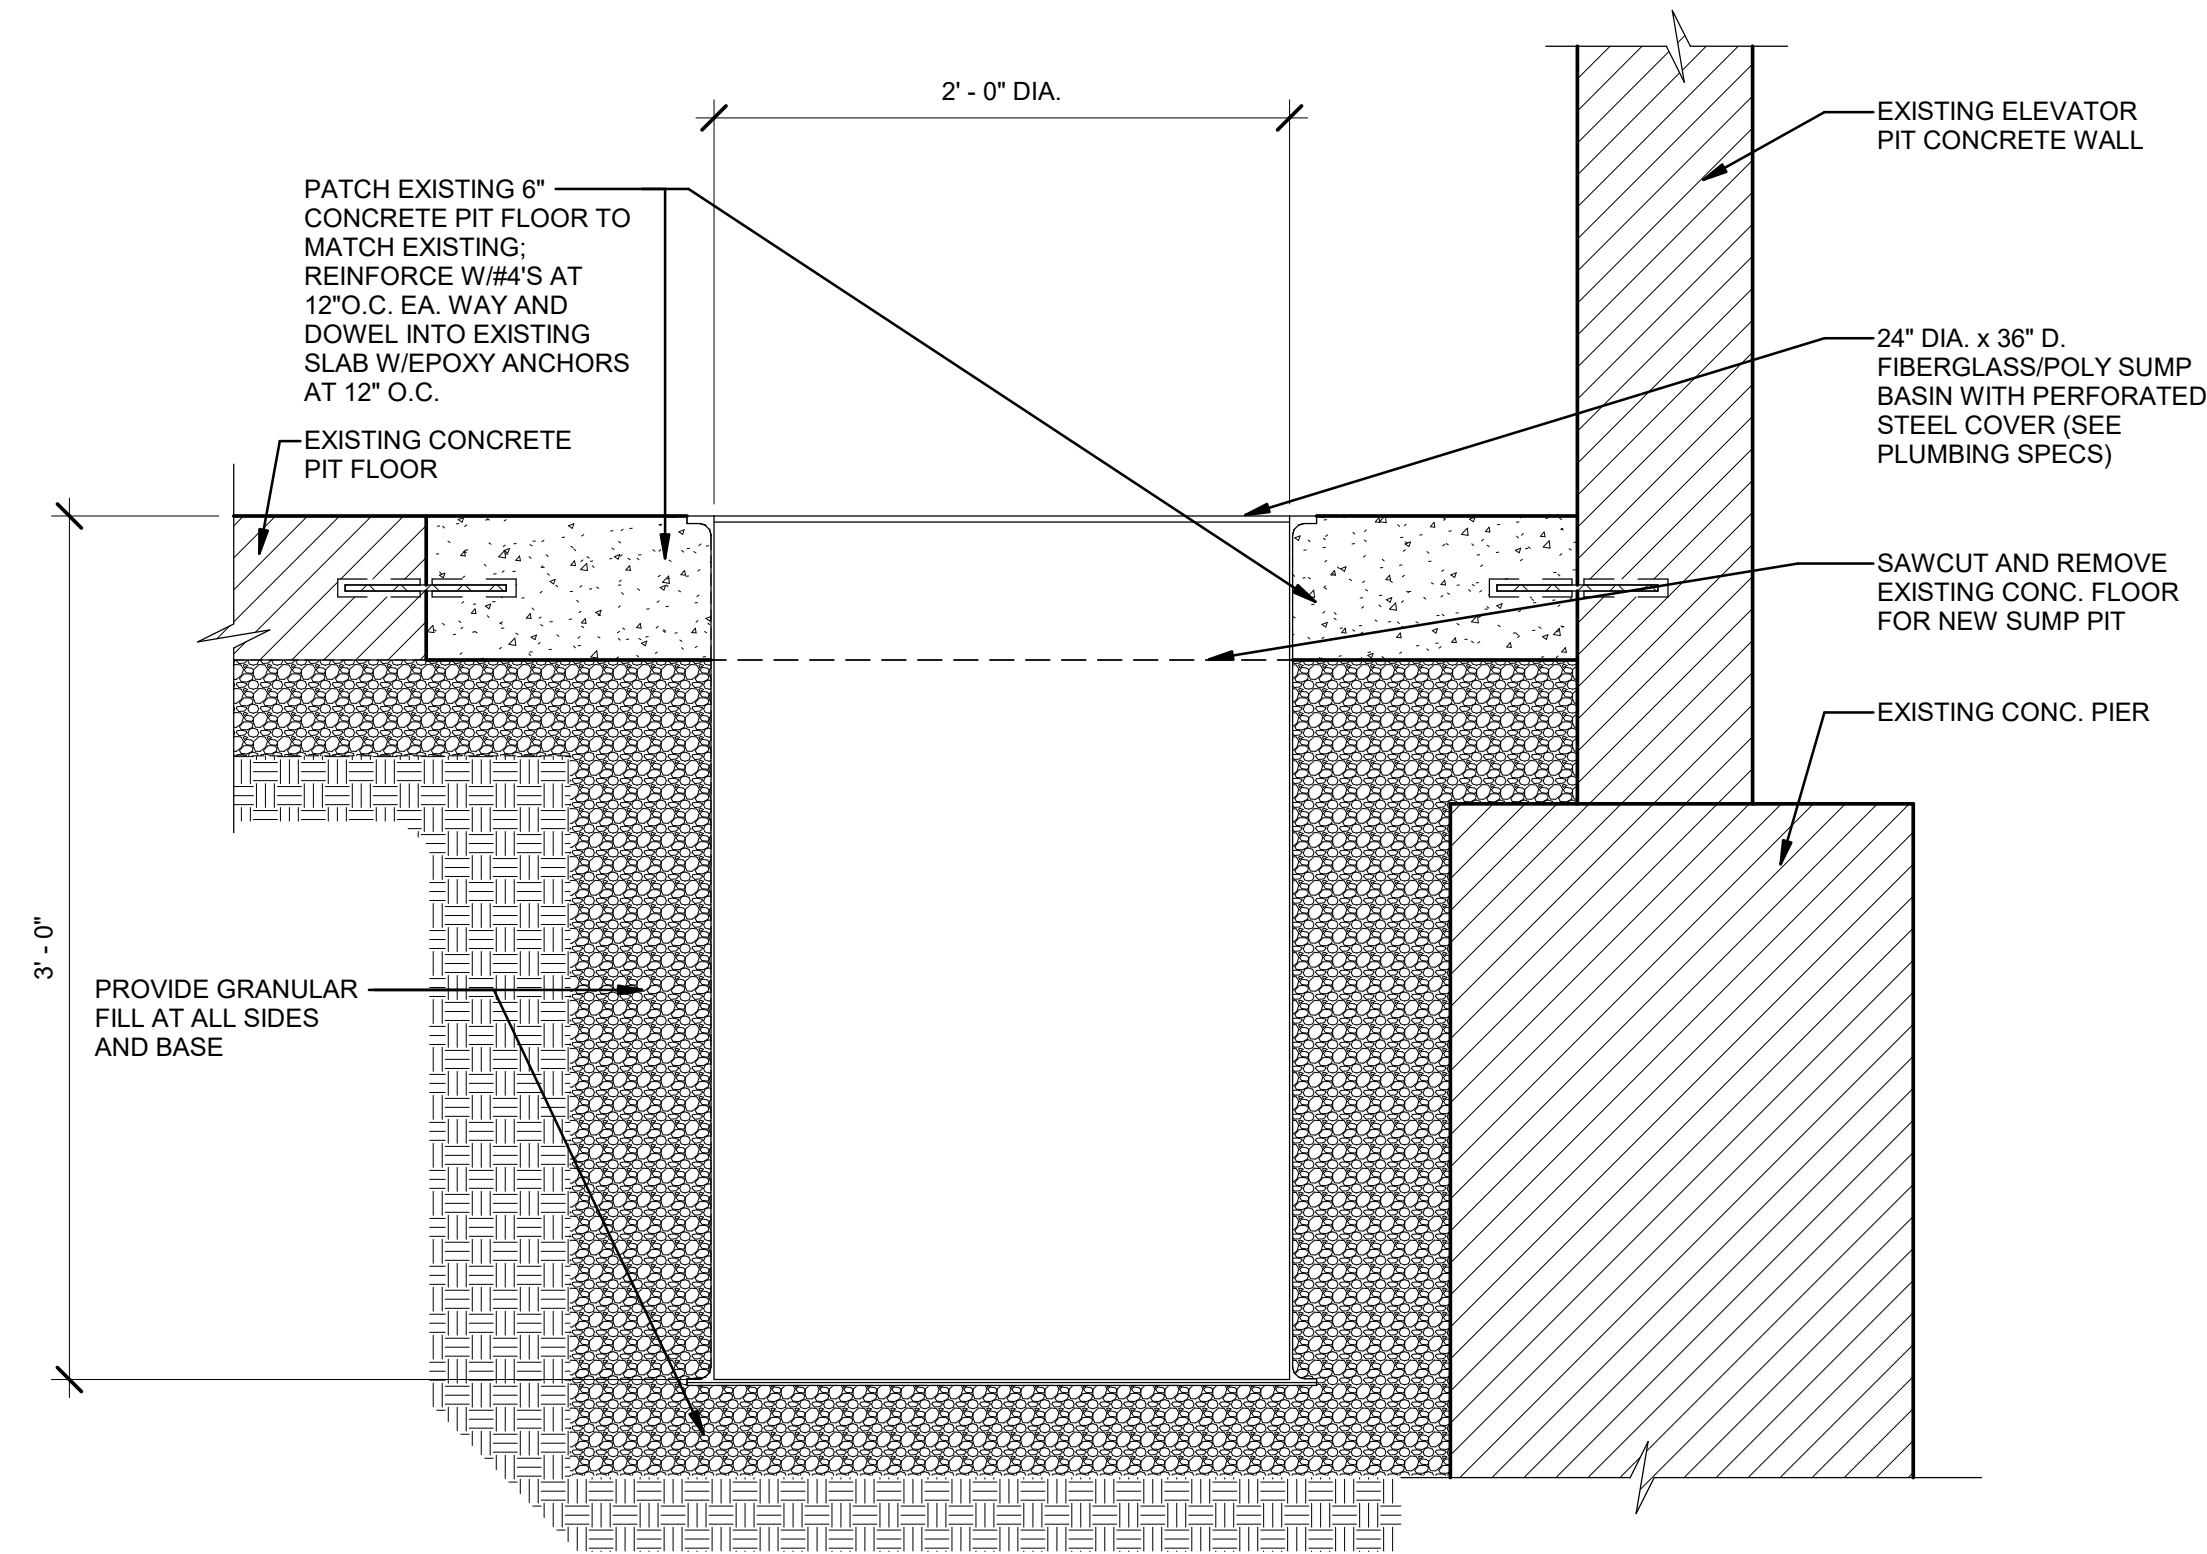 2' - 0" DIA.
PATCH EXISTING 6"
CONCRETE PIT FLOOR TO
MATCH EXISTING;
REINFORCE W/#4'S AT
12"O.C. EA. WAY AND
DOWEL INTO EXISTING
SLAB W/EPOXY ANCHORS
AT 12" O.C.
EXISTING CONCRETE
PIT FLOOR
3' - 0"
PROVIDE GRANULAR
FILL AT ALL SIDES
AND BASE
EXISTING ELEVATOR
PIT CONCRETE WALL
24" DIA. x 36" D.
FIBERGLASS/POLY SUMP
BASIN WITH PERFORATED
STEEL COVER (SEE
PLUMBING SPECS)
SAWCUT AND REMOVE
EXISTING CONC. FLOOR
FOR NEW SUMP PIT
EXISTING CONC. PIER